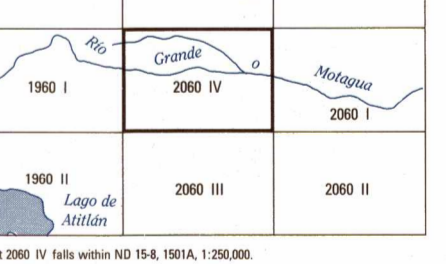 Río Grande o Motagua
1960 I
2060 IV
2060 I
1960 II
Lago de
Atitlán
2060 III
2060 II
2060 IV falls within ND 15-8, 1501A, 1:250,000.